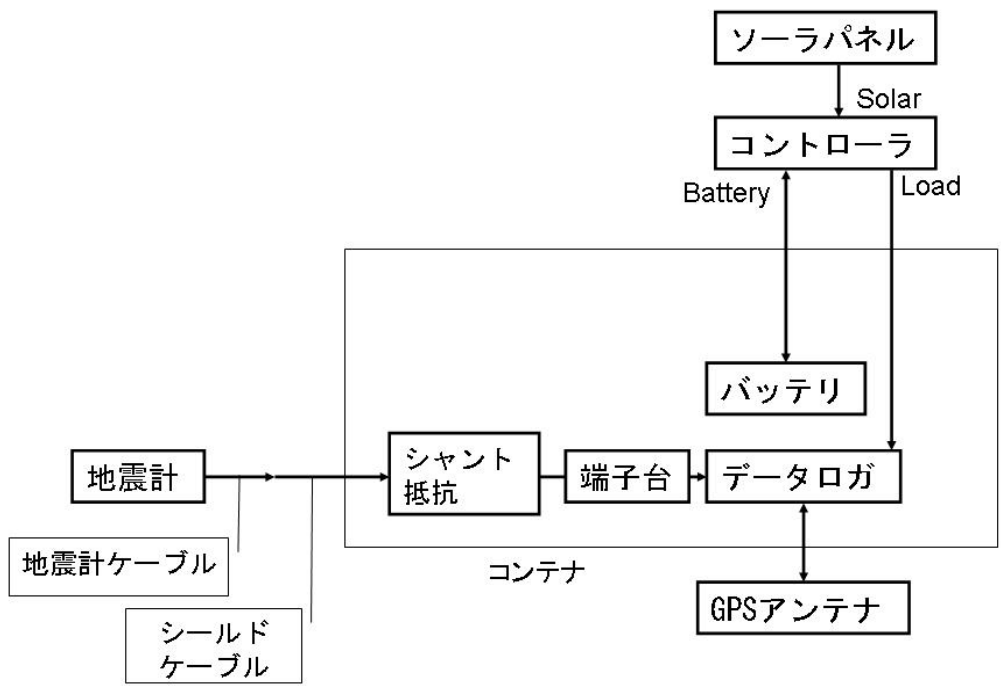 ソーラパネル
Solar
コントローラ
Battery
Load
バッテリ
地震計
シャント
抵抗
端子台
データロガ
地震計ケーブル
コンテナ
シールド
ケーブル
GPSアンテナ